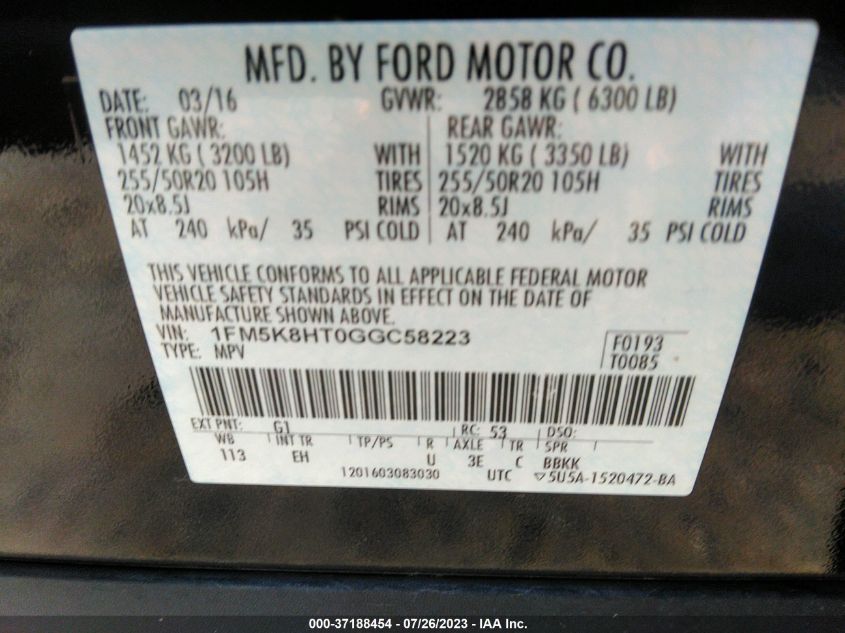 MFD. BY FORD MOTOR CO.
DATE: 03/16 GVWR: 2858 KG ( 6300 LB)
FRONT GAWR: REAR GAWR:
1452 KG ( 3200 LB) WITH 1520 KG ( 3350 LB) WITH
255/50R20 105H TIRES 255/50R20 105H TIRES
20x8.5J RIMS 20x8.5J RIMS
AT 240 kPa/ 35 PSI COLD AT 240 kPa/ 35 PSI COLD
THIS VEHICLE CONFORMS TO ALL APPLICABLE FEDERAL MOTOR
VEHICLE SAFETY STANDARDS IN EFFECT ON THE DATE OF
MANUFACTURE SHOWN ABOVE.
VIN: 1FM5K8HT0GGC58223
TYPE: MPV
F0193
T0085
EXT PNT: G1 RC: 53 DSO:
WB INT TR TP/PS R AXLE TR SPR
113 EH U 3E C BBKK
1201603083030 UTC ▽5U5A-1520472-BA
000-37188454 - 07/26/2023 - IAA Inc.